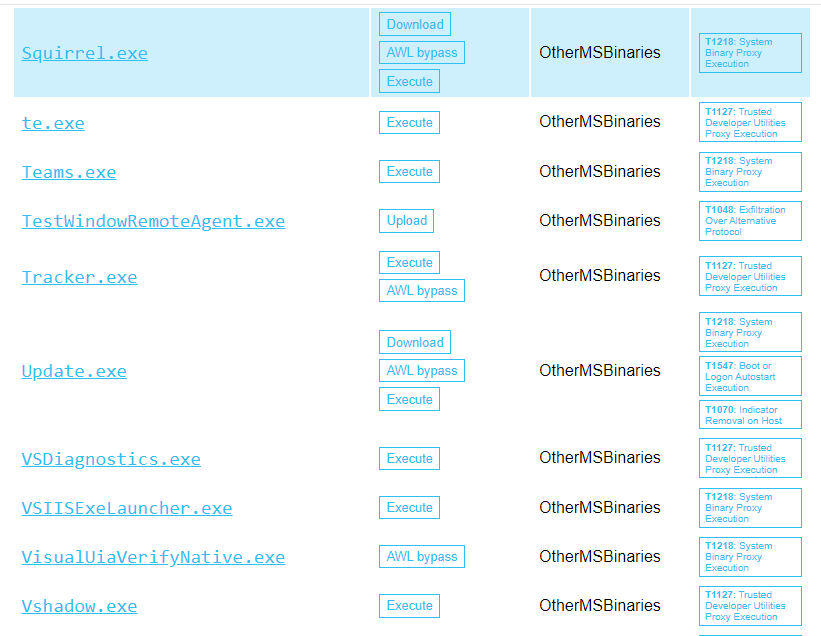 Squirrel.exe
Download
AWL bypass
Execute
OtherMSBinaries
T1218: System
Binary Proxy
Execution
te.exe
Execute
OtherMSBinaries
T1127: Trusted
Developer Utilities
Proxy Execution
Teams.exe
Execute
OtherMSBinaries
T1218: System
Binary Proxy
Execution
TestWindowRemoteAgent.exe
Upload
OtherMSBinaries
T1048: Exfiltration
Over Alternative
Protocol
Tracker.exe
Execute
AWL bypass
OtherMSBinaries
T1127: Trusted
Developer Utilities
Proxy Execution
Update.exe
Download
AWL bypass
Execute
OtherMSBinaries
T1218: System
Binary Proxy
Execution
T1547: Boot or
Logon Autostart
Execution
T1070: Indicator
Removal on Host
VSDiagnostics.exe
Execute
OtherMSBinaries
T1127: Trusted
Developer Utilities
Proxy Execution
VSIISExeLauncher.exe
Execute
OtherMSBinaries
T1218: System
Binary Proxy
Execution
VisualUiaVerifyNative.exe
AWL bypass
OtherMSBinaries
T1218: System
Binary Proxy
Execution
Vshadow.exe
Execute
OtherMSBinaries
T1127: Trusted
Developer Utilities
Proxy Execution